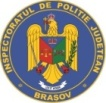 INSPECTORATUL DE POLIȚIE JUDEȚEAN
BRAȘOV